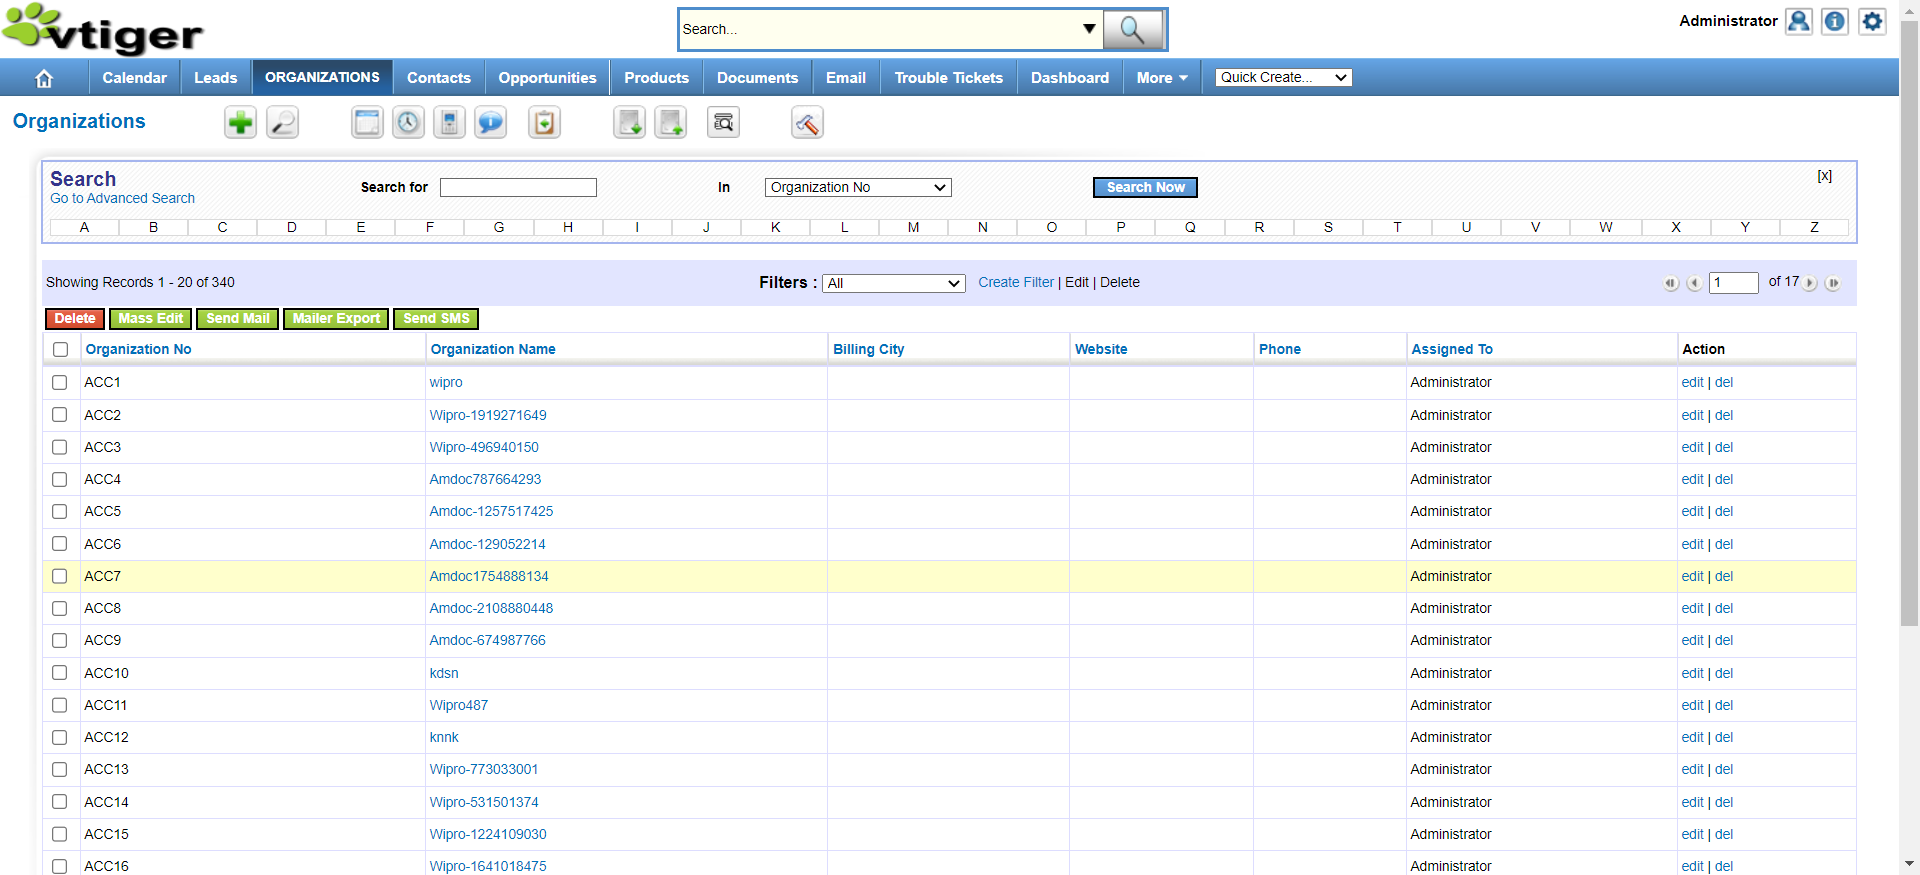 vtiger
Search...
Administrator
Calendar Leads ORGANIZATIONS Contacts Opportunities Products Documents Email Trouble Tickets Dashboard More Quick Create...
Organizations
Search
Go to Advanced Search
Search for In Organization No Search Now [x]
A B C D E F G H I J K L M N O P Q R S T U V W X Y Z
Showing Records 1 - 20 of 340 Filters : All Create Filter | Edit | Delete 1 of 17
Delete Mass Edit Send Mail Mailer Export Send SMS
Organization No Organization Name Billing City Website Phone Assigned To Action
ACC1 wipro Administrator edit | del
ACC2 Wipro-1919271649 Administrator edit | del
ACC3 Wipro-496940150 Administrator edit | del
ACC4 Amdoc787664293 Administrator edit | del
ACC5 Amdoc-1257517425 Administrator edit | del
ACC6 Amdoc-129052214 Administrator edit | del
ACC7 Amdoc1754888134 Administrator edit | del
ACC8 Amdoc-2108880448 Administrator edit | del
ACC9 Amdoc-674987766 Administrator edit | del
ACC10 kdsn Administrator edit | del
ACC11 Wipro487 Administrator edit | del
ACC12 knnk Administrator edit | del
ACC13 Wipro-773033001 Administrator edit | del
ACC14 Wipro-531501374 Administrator edit | del
ACC15 Wipro-1224109030 Administrator edit | del
ACC16 Wipro-1641018475 Administrator edit | del